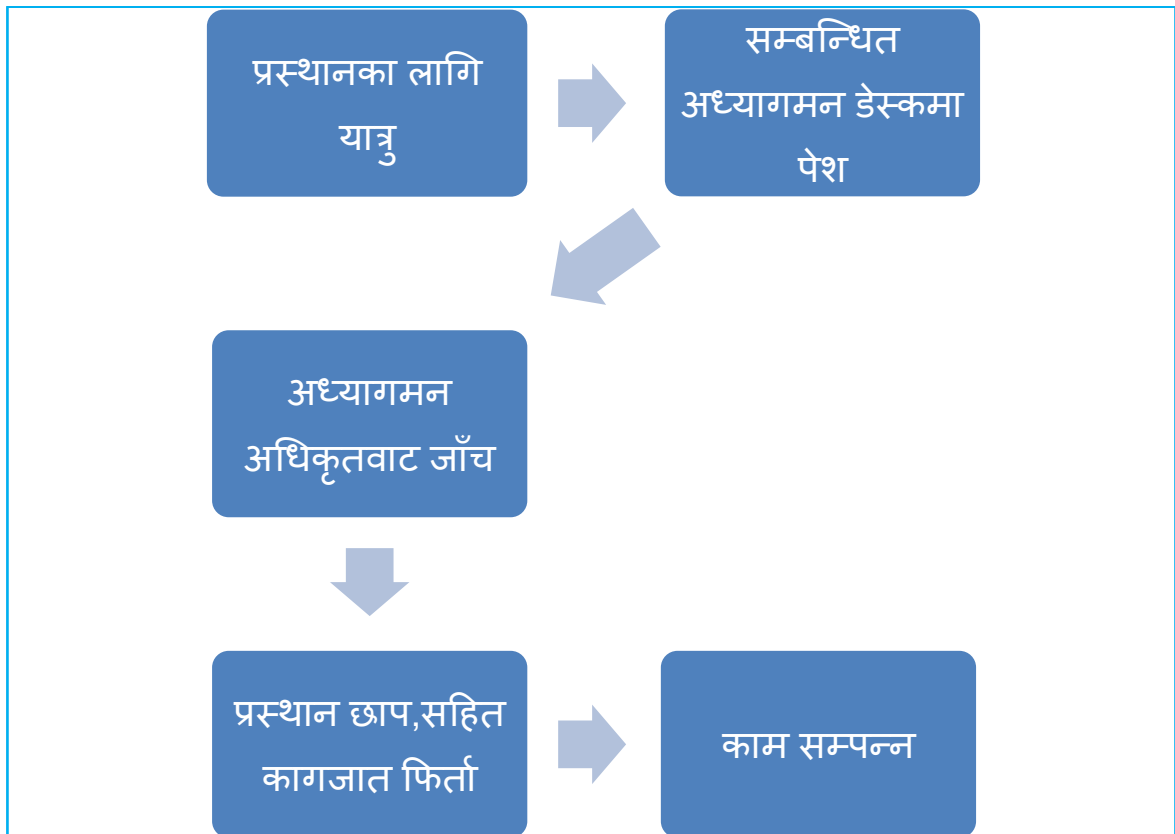 प्रस्थानका लागि
यात्रु
सम्बन्धित
अध्यागमन डेस्कमा
पेश
अध्यागमन
अधिकृतवाट जाँच
प्रस्थान छाप,सहित
कागजात फिर्ता
काम सम्पन्न